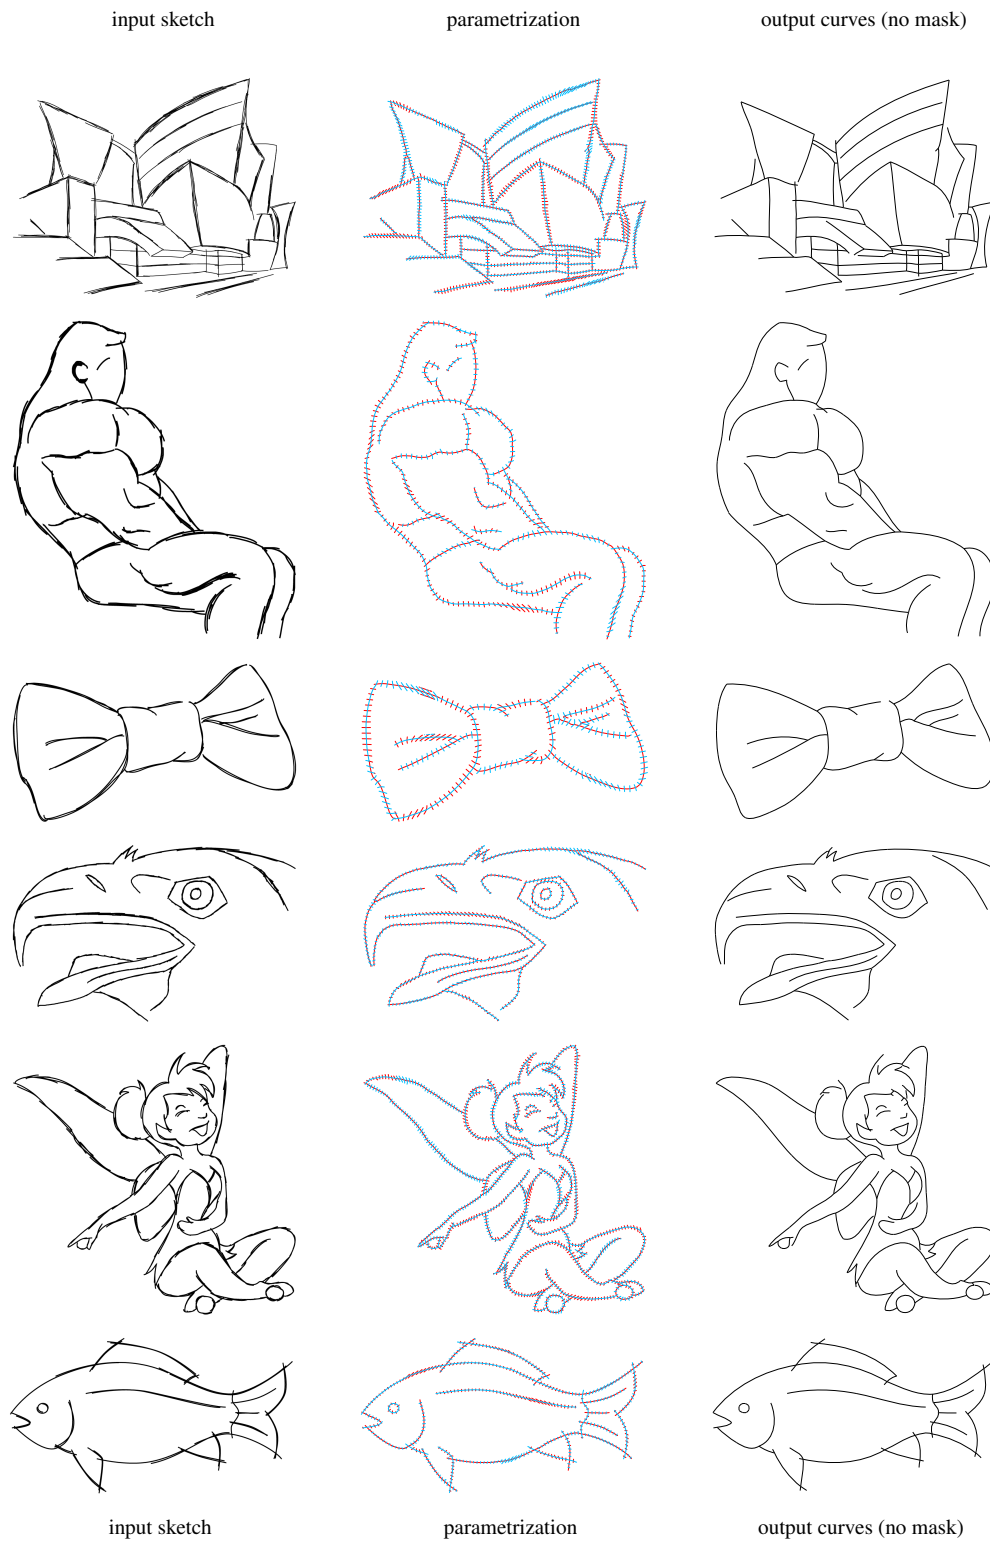 input sketch
parametrization
output curves (no mask)
input sketch
parametrization
output curves (no mask)